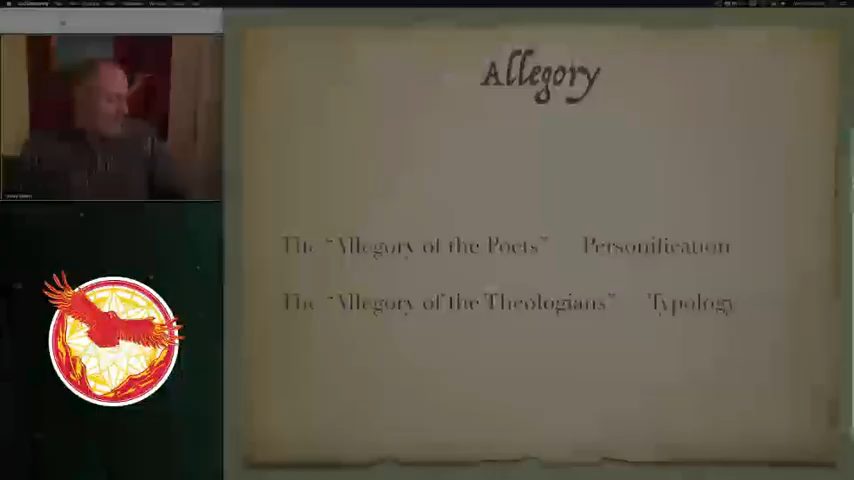 Allegory
The "Allegory of the Poets" Personification
The "Allegory of the Theologians" Typology